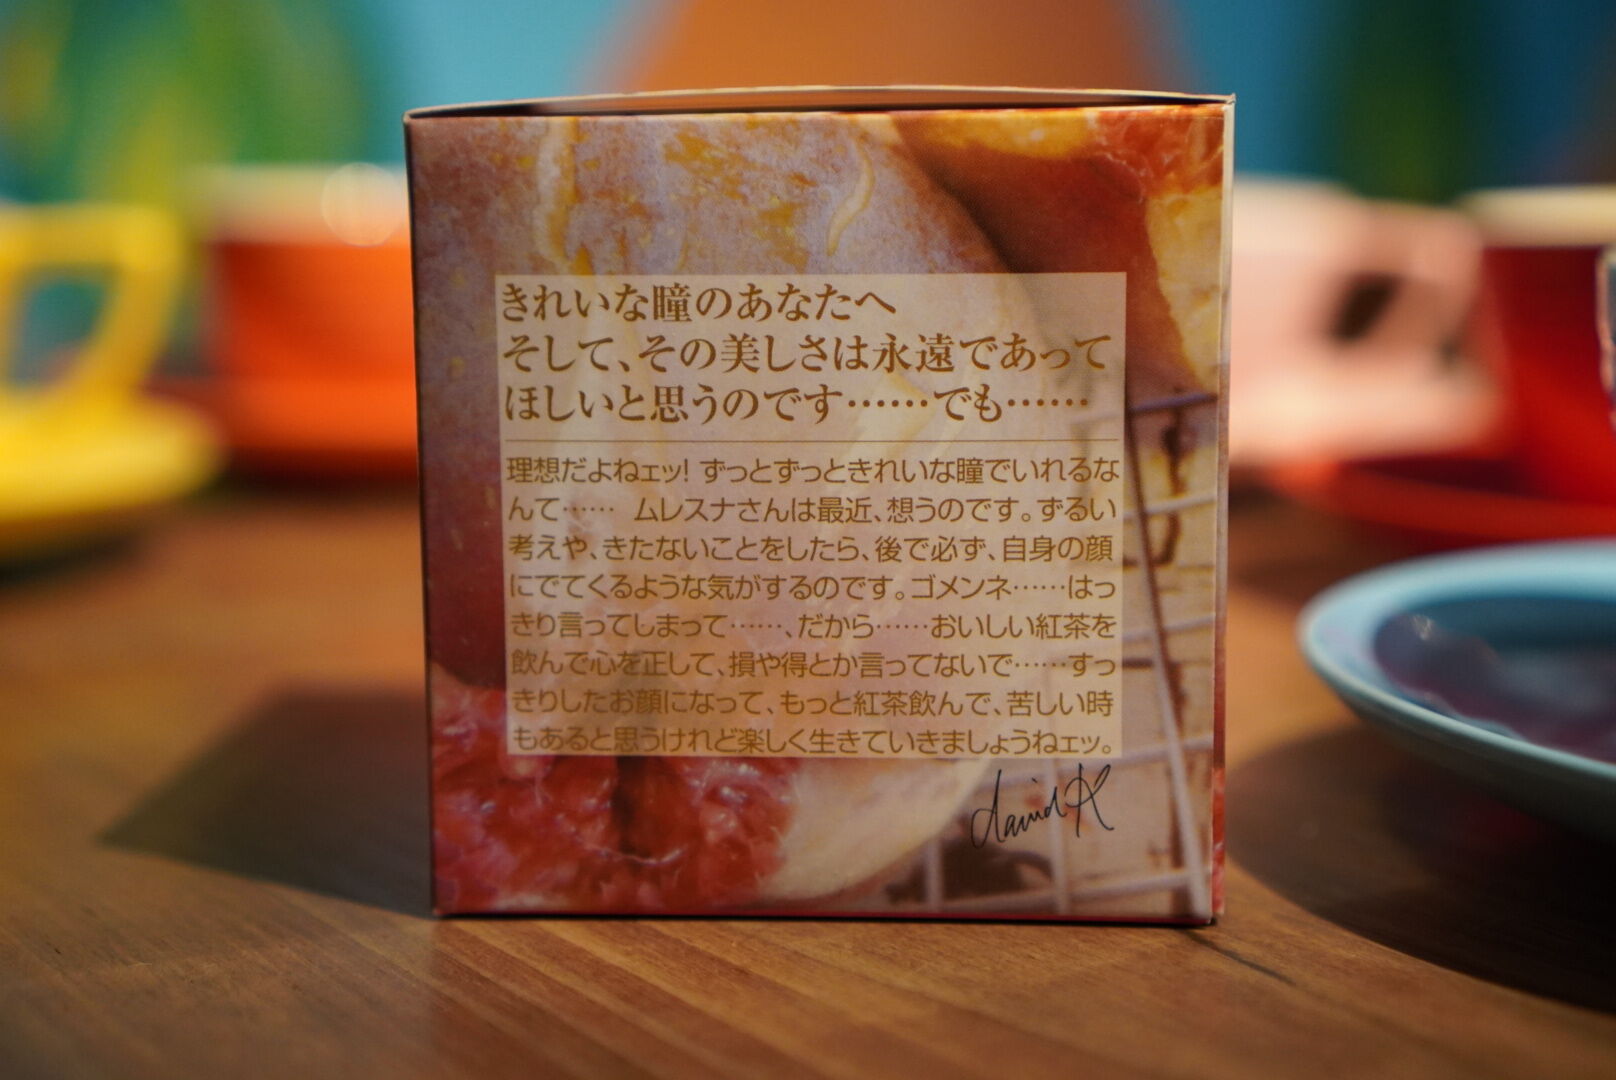 きれいな瞳のあなたへ
そして、その美しさは永遠であって
ほしいと思うのです……でも……
理想だよねェッ! ずっとずっときれいな瞳でいれるな
んて…… ムレスナさんは最近、想うのです。ずるい
考えや、きたないことをしたら、後で必ず、自身の顔
にでてくるような気がするのです。ゴメンネ……はっ
きり言ってしまって……、だから……おいしい紅茶を
飲んで心を正して、損や得とか言ってないで……すっ
きりしたお顔になって、もっと紅茶飲んで、苦しい時
もあると思うけれど楽しく生きていきましょうねェッ。
david K